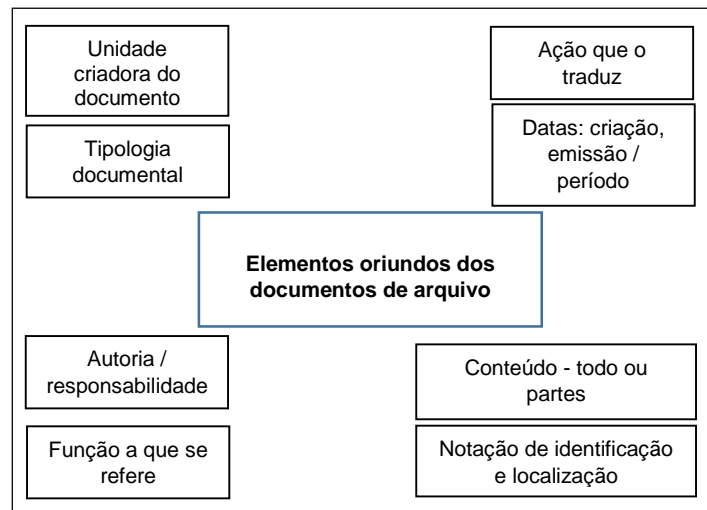 Unidade
criadora do
documento
Tipologia
documental
Ação que o
traduz
Datas: criação,
emissão /
período
Elementos oriundos dos
documentos de arquivo
Autoria /
responsabilidade
Função a que se
refere
Conteúdo - todo ou
partes
Notação de identificação
e localização